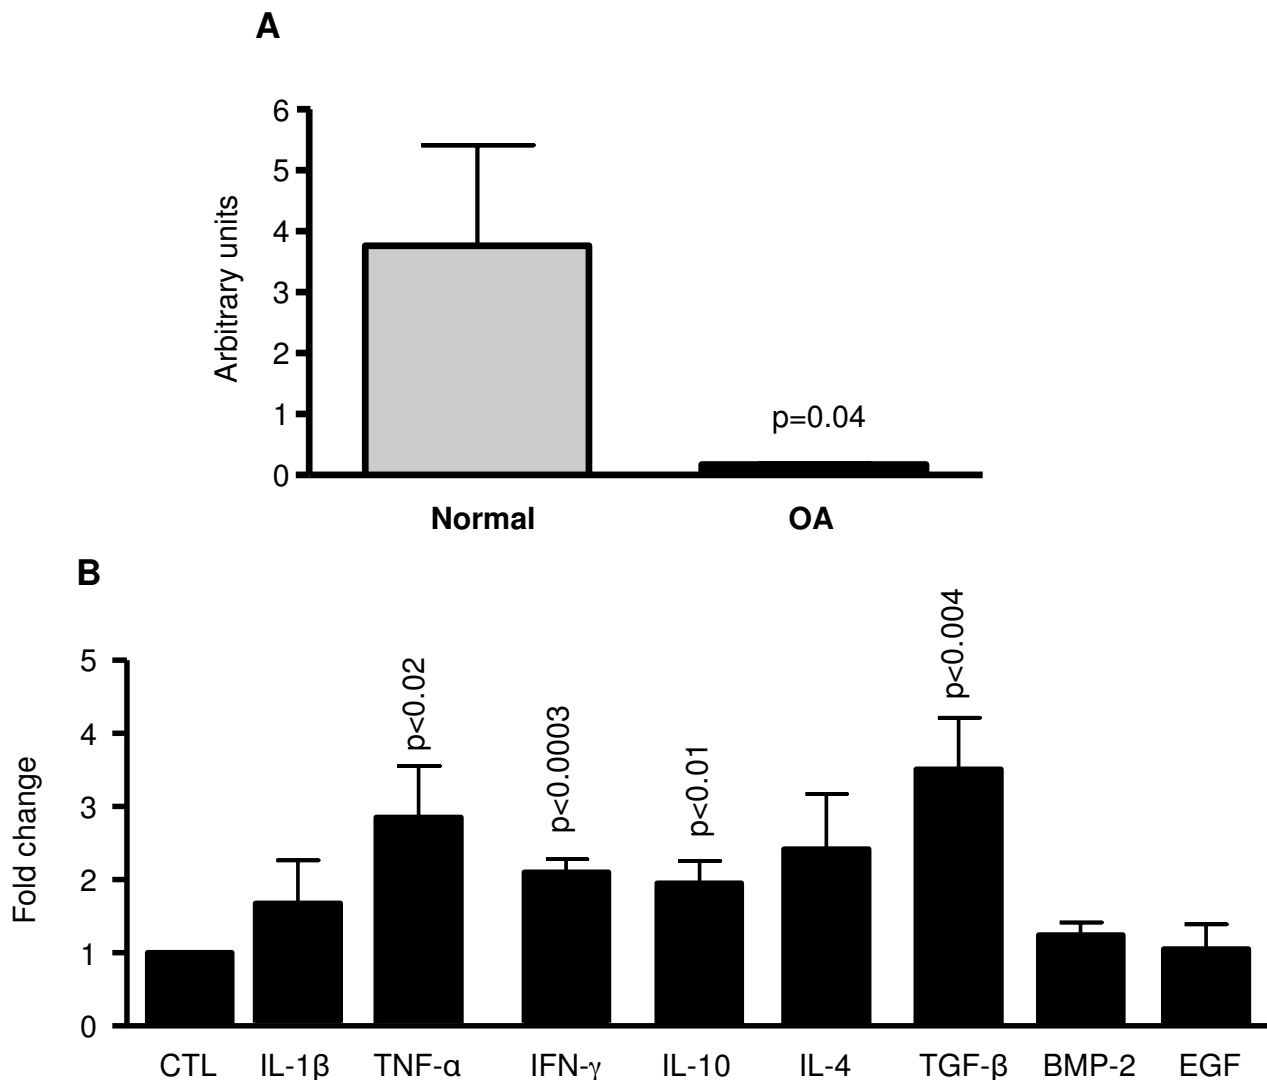 A
6
5
4
3
2
1
0
Arbitrary units
p=0.04
Normal OA
B
5
4
3
2
1
0
Fold change
p<0.02
p<0.0003
p<0.01
p<0.004
CTL IL-1β TNF-α IFN-γ IL-10 IL-4 TGF-β BMP-2 EGF